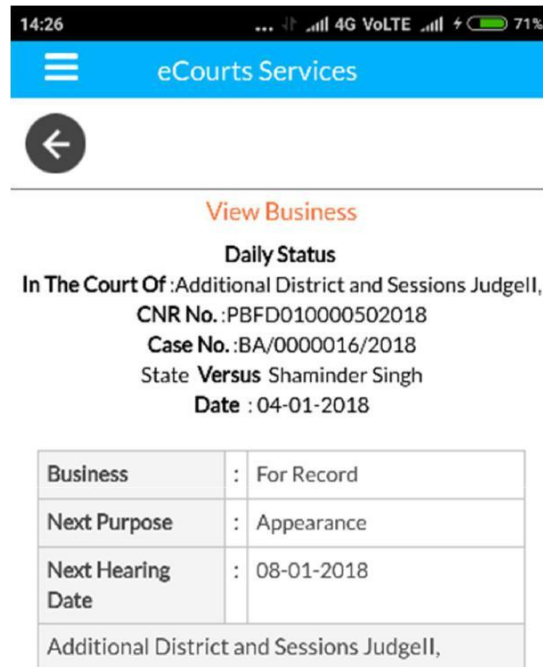 14:26 ... 4G VoLTE 71%
eCourts Services
View Business
Daily Status
In The Court Of :Additional District and Sessions JudgeII,
CNR No. :PBFD010000502018
Case No. :BA/0000016/2018
State Versus Shaminder Singh
Date : 04-01-2018
Business : For Record
Next Purpose : Appearance
Next Hearing : 08-01-2018
Date
Additional District and Sessions JudgeII,